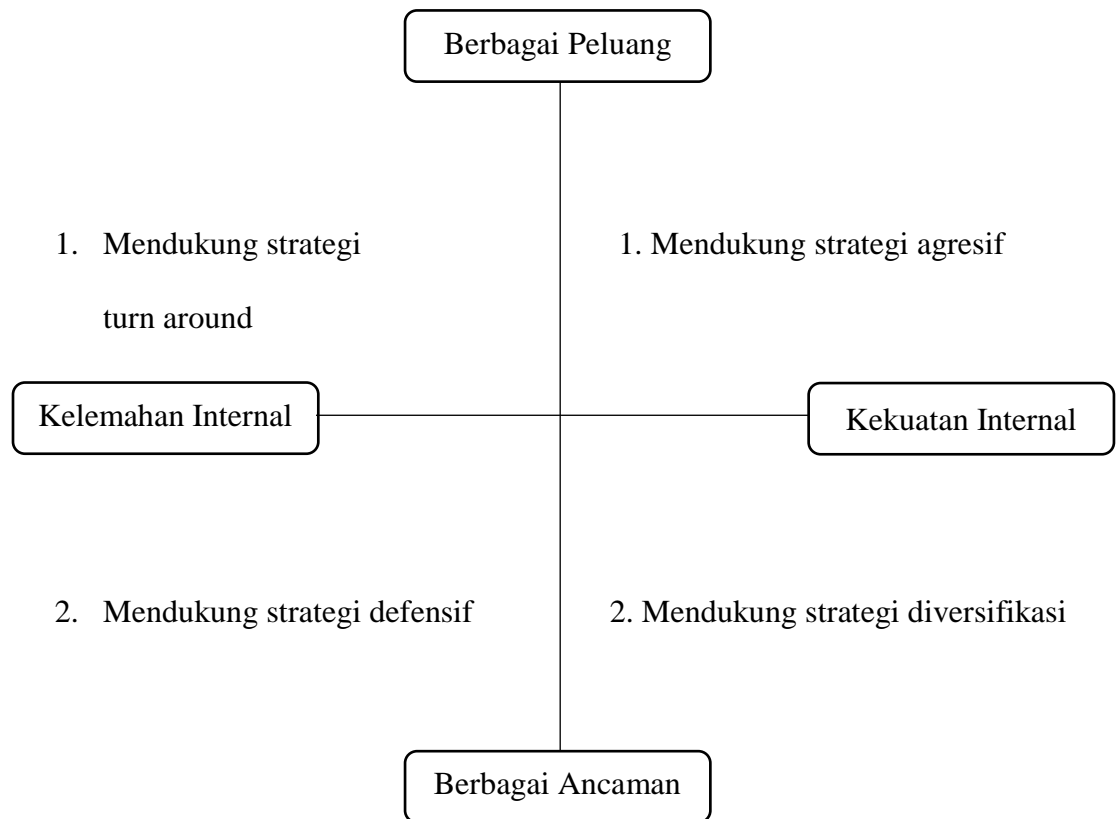 Berbagai Peluang
1. Mendukung strategi
turn around
1. Mendukung strategi agresif
Kelemahan Internal
Kekuatan Internal
2. Mendukung strategi defensif
2. Mendukung strategi diversifikasi
Berbagai Ancaman